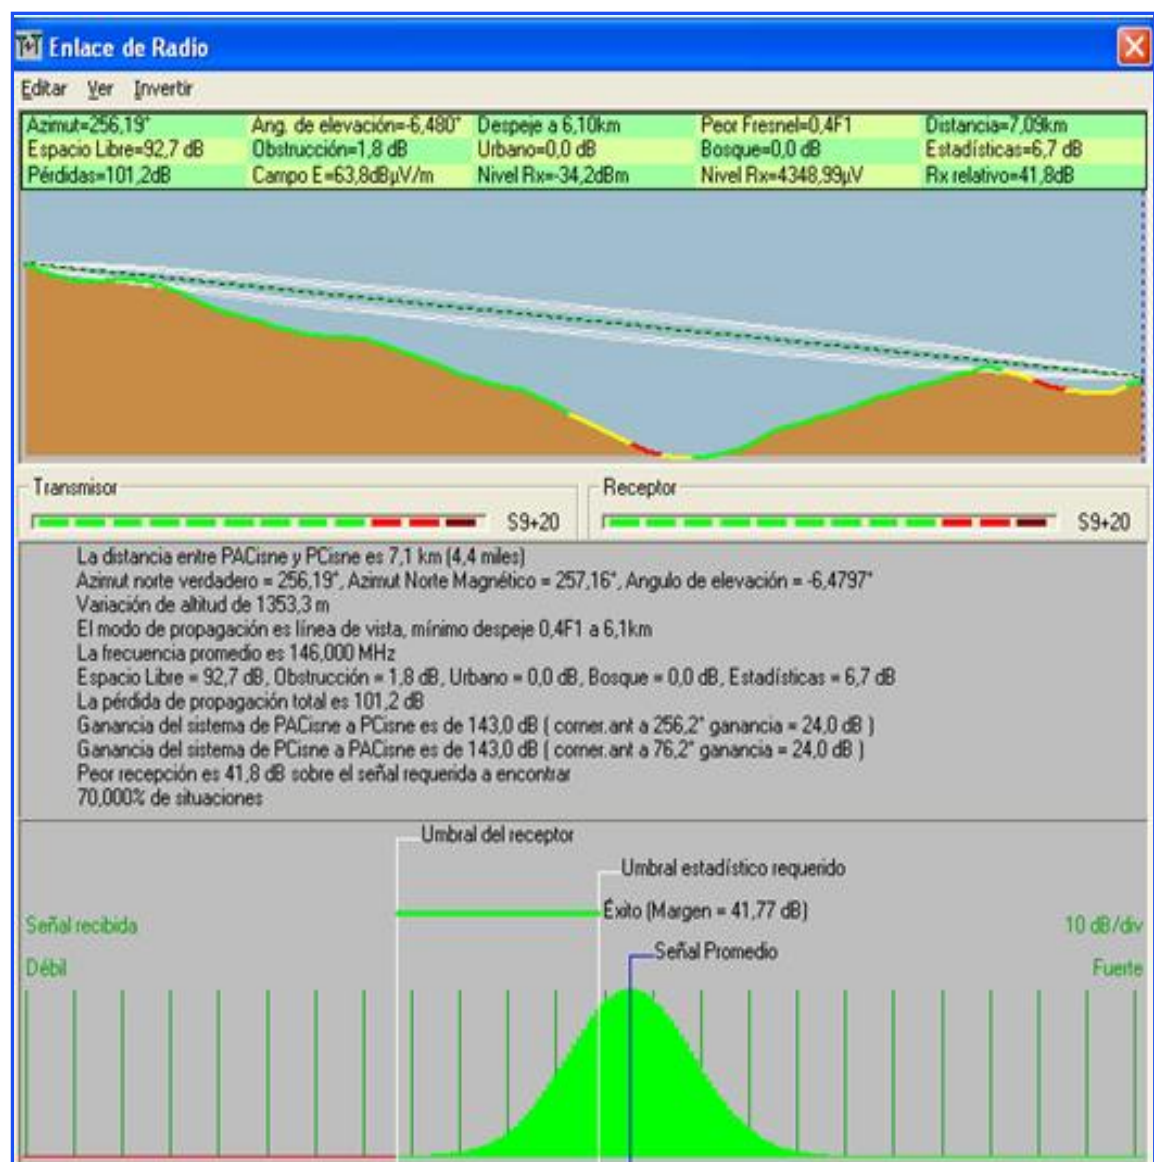 Enlace de Radio
Editar Ver Invertir
Azimut=256,19° Ang. de elevación=-6,480° Despeje a 6,10km Peor Fresnel=0,4F1 Distancia=7,09km
Espacio Libre=92,7 dB Obstrucción=1,8 dB Urbano=0,0 dB Bosque=0,0 dB Estadísticas=6,7 dB
Pérdidas=101,2dB Campo E=63,8dBµV/m Nivel Rx=-34,2dBm Nivel Rx=4348,99µV Rx relativo=41,8dB
Transmisor Receptor
S9+20 S9+20
La distancia entre PACisne y PCisne es 7,1 km (4,4 miles)
Azimut norte verdadero = 256,19°, Azimut Norte Magnético = 257,16°, Angulo de elevación = -6,4797°
Variación de altitud de 1353,3 m
El modo de propagación es línea de vista, mínimo despeje 0,4F1 a 6,1km
La frecuencia promedio es 146,000 MHz
Espacio Libre = 92,7 dB, Obstrucción = 1,8 dB, Urbano = 0,0 dB, Bosque = 0,0 dB, Estadísticas = 6,7 dB
La pérdida de propagación total es 101,2 dB
Ganancia del sistema de PACisne a PCisne es de 143,0 dB ( corner.ant a 256,2° ganancia = 24,0 dB )
Ganancia del sistema de PCisne a PACisne es de 143,0 dB ( corner.ant a 76,2° ganancia = 24,0 dB )
Peor recepción es 41,8 dB sobre el señal requerida a encontrar
70,000% de situaciones
Umbral del receptor
Umbral estadístico requerido
Éxito (Margen = 41,77 dB)
Señal recibida 10 dB/div
Señal Promedio
Débil Fuerte